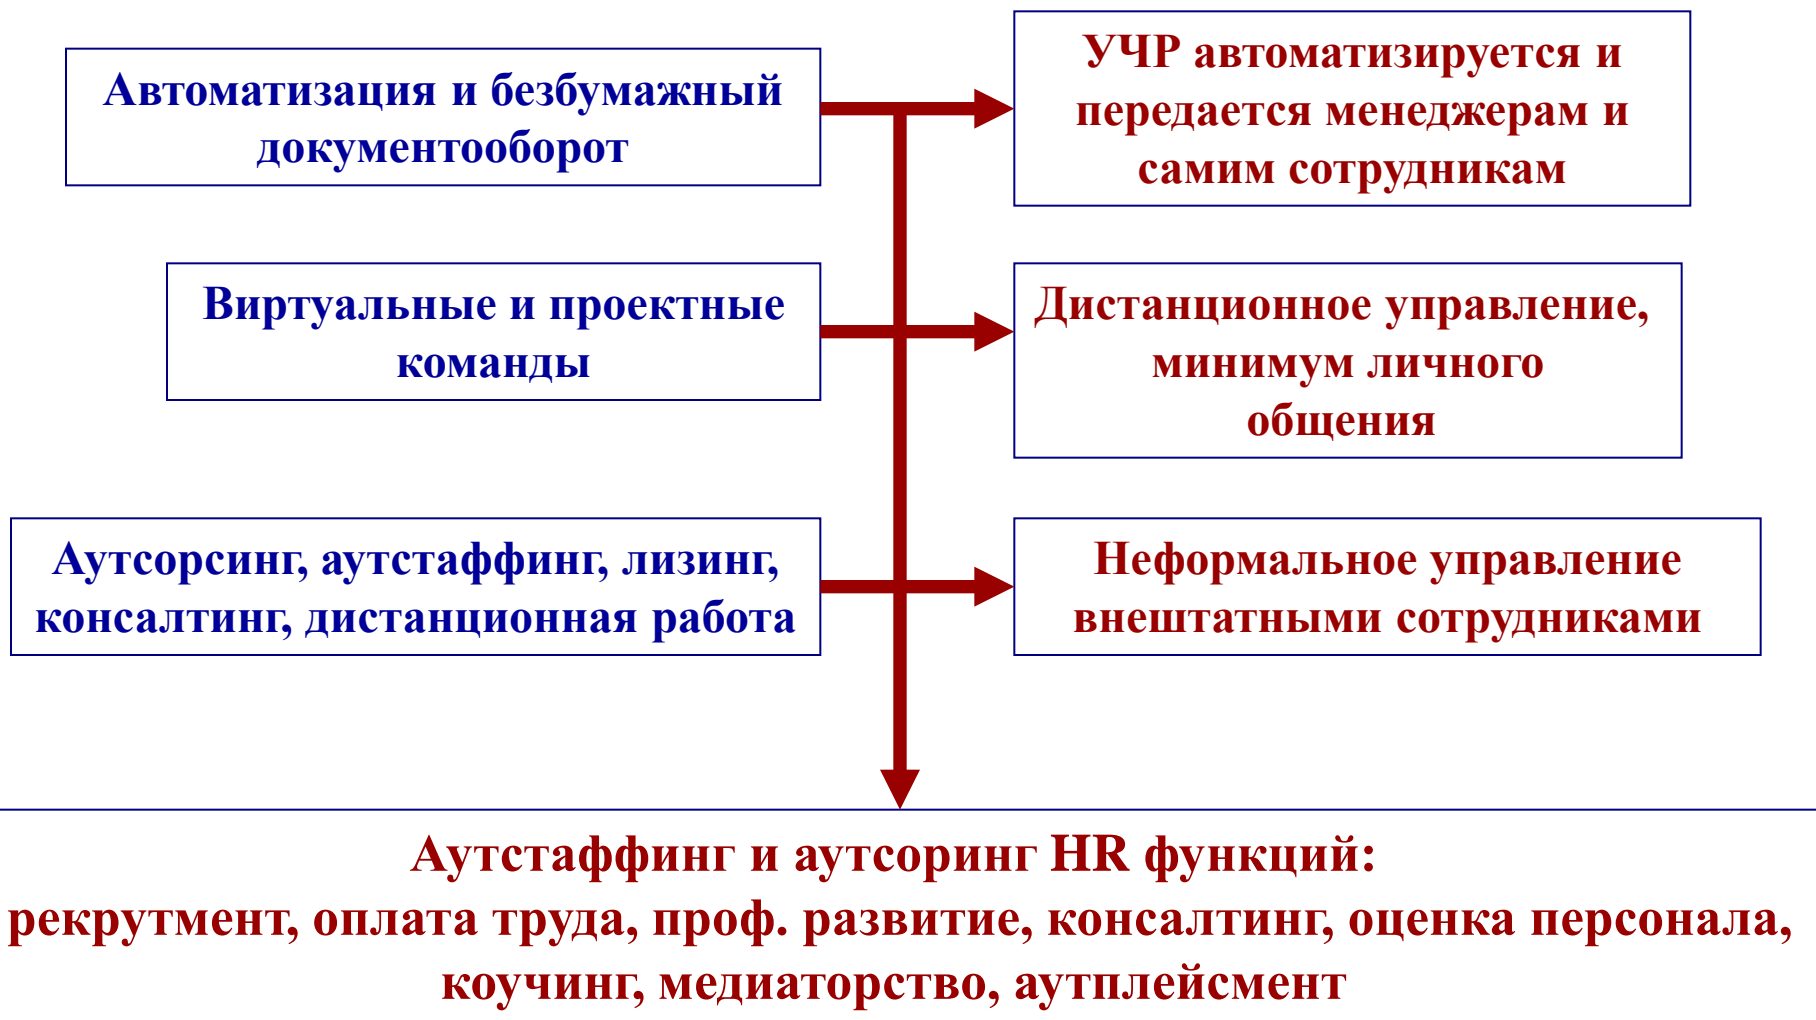 Автоматизация и безбумажный
документооборот
УЧР автоматизируется и
передается менеджерам и
самим сотрудникам
Виртуальные и проектные
команды
Дистанционное управление,
минимум личного
общения
Аутсорсинг, аутстаффинг, лизинг,
консалтинг, дистанционная работа
Неформальное управление
внештатными сотрудниками
Аутстаффинг и аутсоринг HR функций:
рекрутмент, оплата труда, проф. развитие, консалтинг, оценка персонала,
коучинг, медиаторство, аутплейсмент